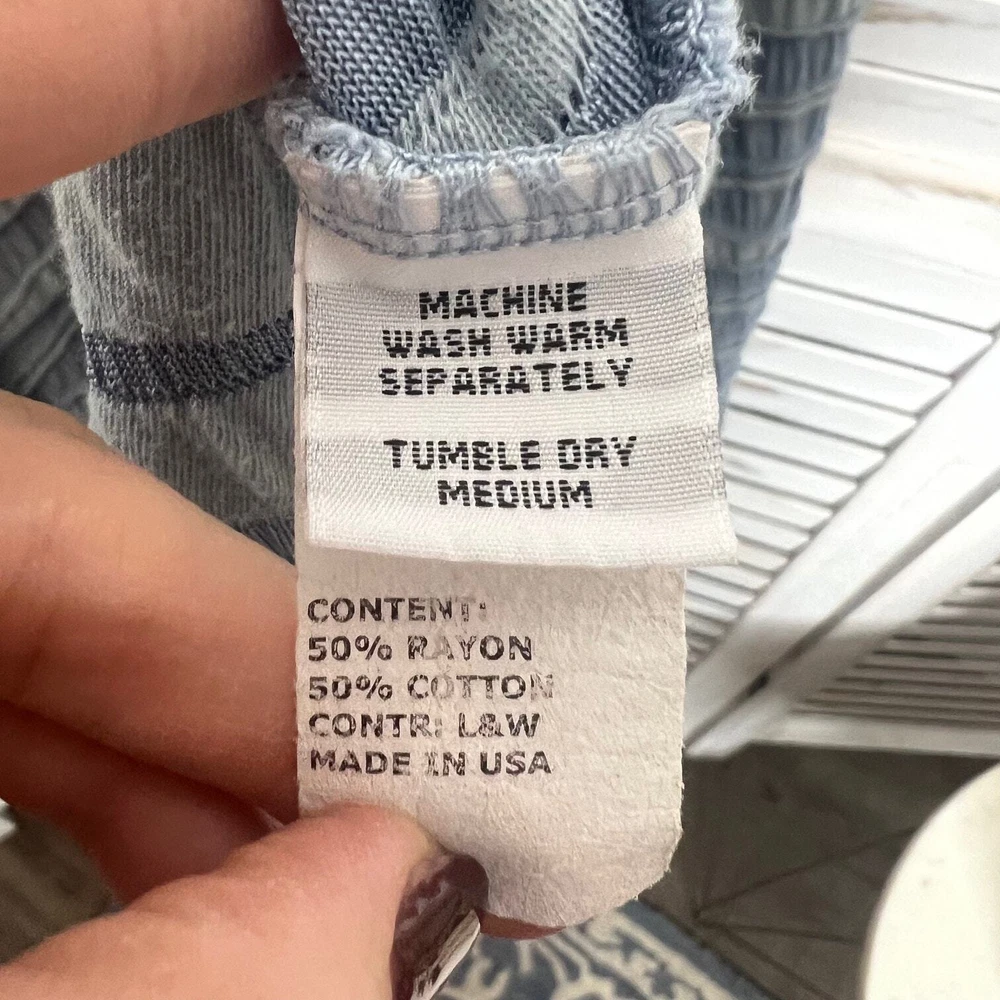 MACHINE
WASH WARM
SEPARATELY
TUMBLE DRY
MEDIUM
CONTENT:
50% RAYON
50% COTTON
CONTR: L&W
MADE IN USA